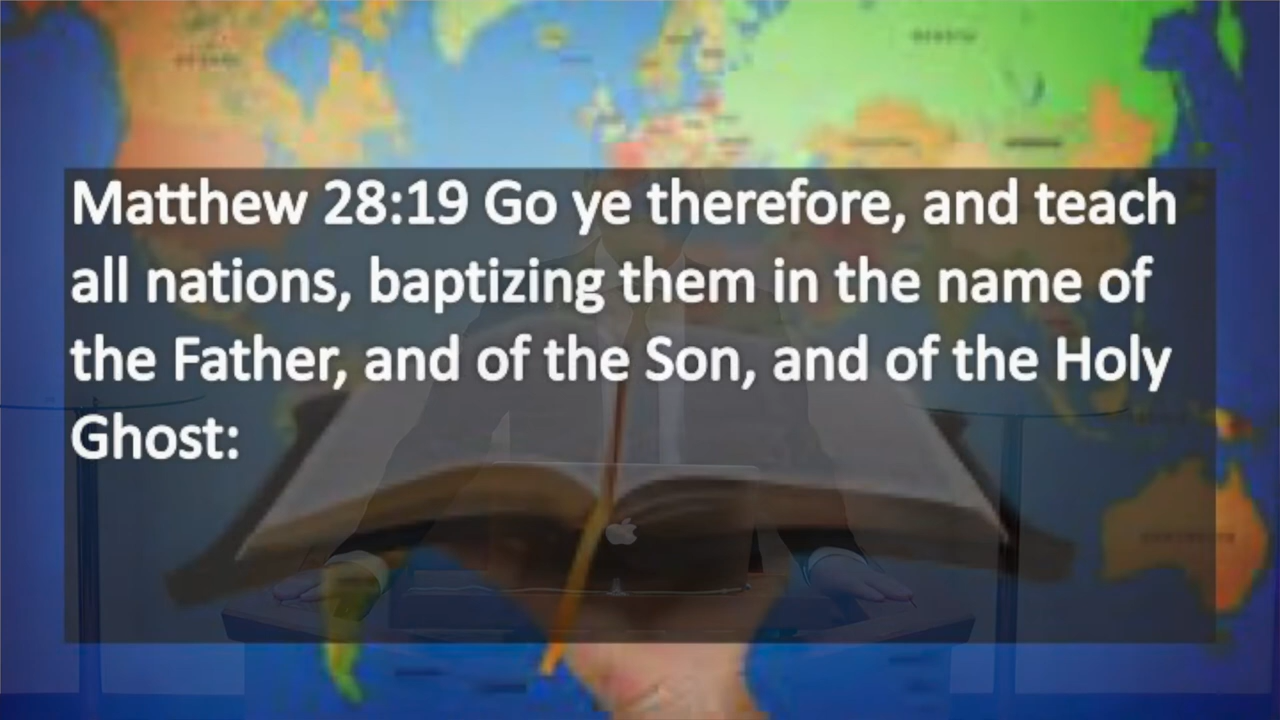 Matthew 28:19 Go ye therefore, and teach
all nations, baptizing them in the name of
the Father, and of the Son, and of the Holy
Ghost: